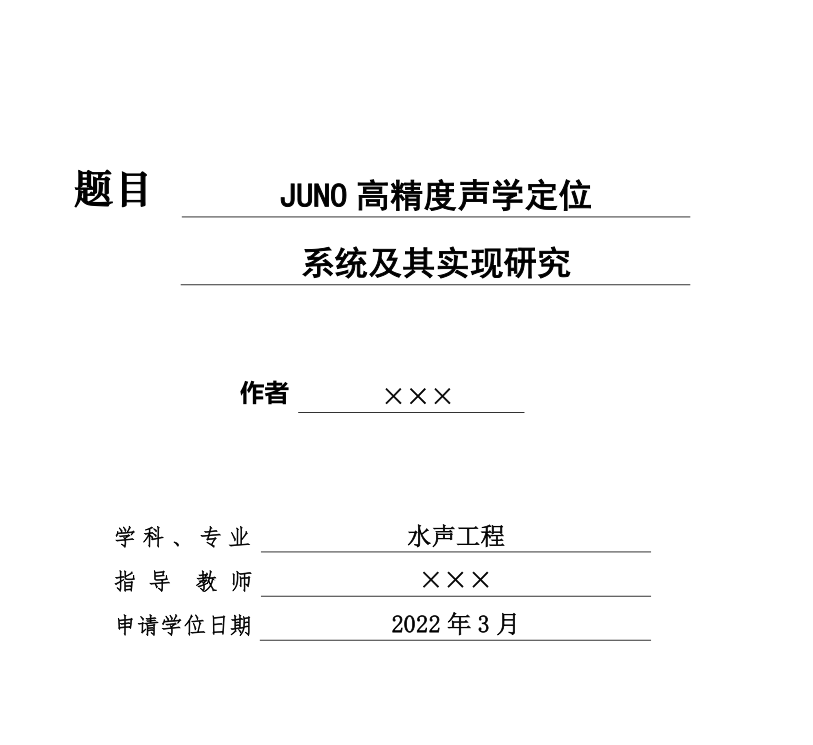 题目 JUNO 高精度声学定位
系统及其实现研究
作者 ×××
学科、专业 水声工程
指导 教师 ×××
申请学位日期 2022 年 3 月